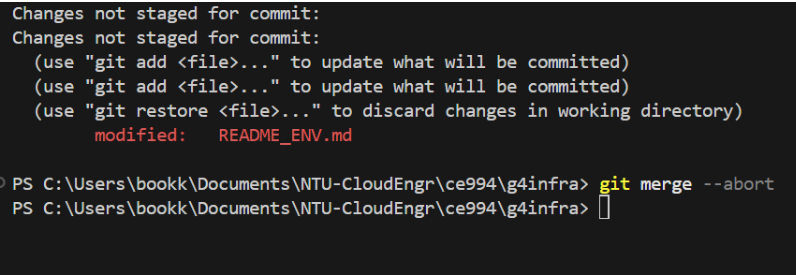 Changes not staged for commit:
Changes not staged for commit:
(use "git add <file>..." to update what will be committed)
(use "git add <file>..." to update what will be committed)
(use "git restore <file>..." to discard changes in working directory)
modified: README_ENV.md
PS C:\Users\bookk\Documents\NTU-CloudEngr\ce994\g4infra> git merge --abort
PS C:\Users\bookk\Documents\NTU-CloudEngr\ce994\g4infra>